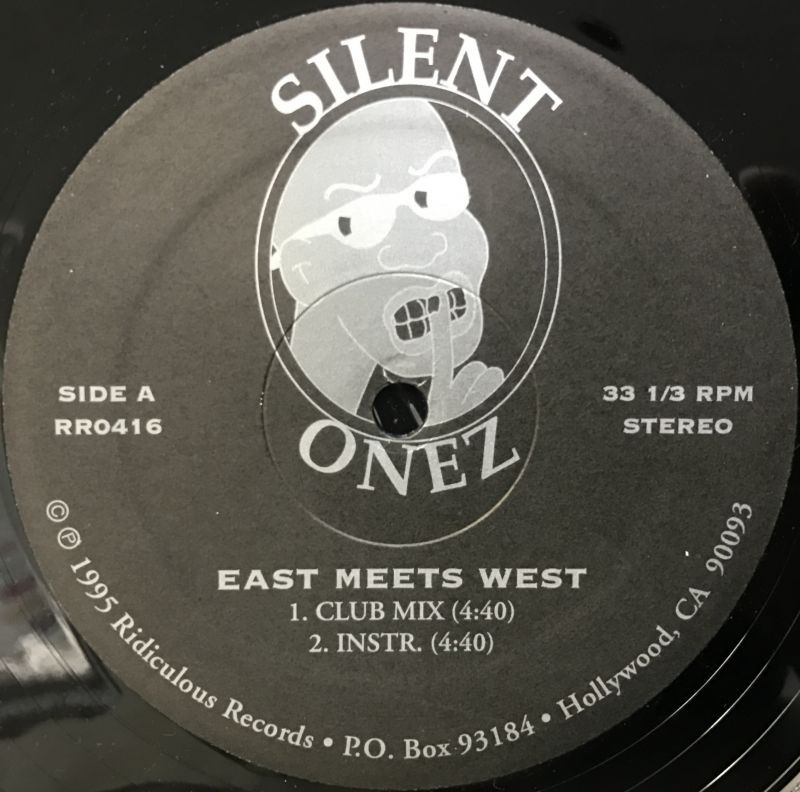 SILENT
ONEZ
SIDE A
RRO416
33 1/3 RPM
STEREO
EAST MEETS WEST
1. CLUB MIX (4:40)
2. INSTR. (4:40)
© ℗ 1995 Ridiculous Records • P.O. Box 93184 • Hollywood, CA 90093